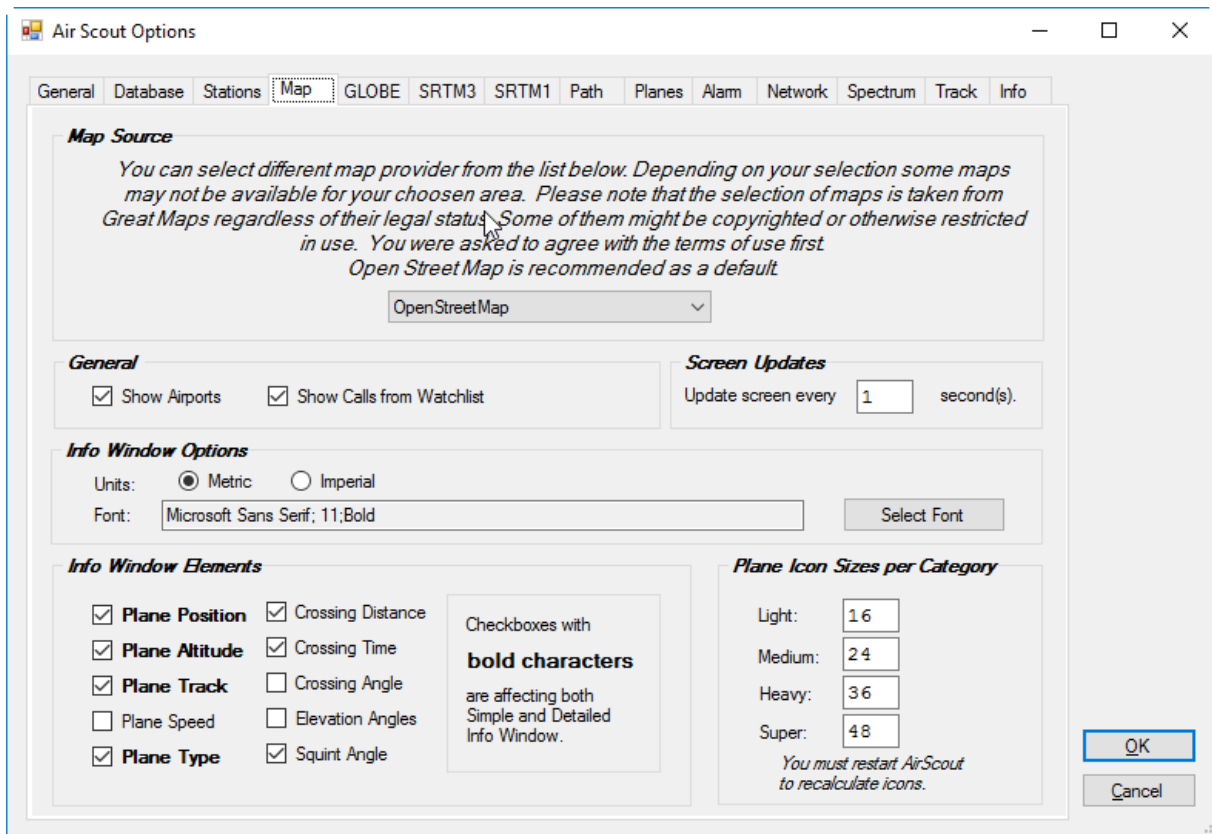 Air Scout Options
General Database Stations Map GLOBE SRTM3 SRTM1 Path Planes Alarm Network Spectrum Track Info
Map Source
You can select different map provider from the list below. Depending on your selection some maps
may not be available for your choosen area. Please note that the selection of maps is taken from
Great Maps regardless of their legal status. Some of them might be copyrighted or otherwise restricted
in use. You were asked to agree with the terms of use first.
Open Street Map is recommended as a default.
OpenStreetMap
General
Show Airports Show Calls from Watchlist
Screen Updates
Update screen every 1 second(s).
Info Window Options
Units: Metric Imperial
Font: Microsoft Sans Serif; 11;Bold Select Font
Info Window Elements
Plane Position
Plane Altitude
Plane Track
Plane Speed
Plane Type
Crossing Distance
Crossing Time
Crossing Angle
Elevation Angles
Squint Angle
Checkboxes with
bold characters
are affecting both
Simple and Detailed
Info Window.
Plane Icon Sizes per Category
Light: 16
Medium: 24
Heavy: 36
Super: 48
You must restart AirScout
to recalculate icons.
OK
Cancel